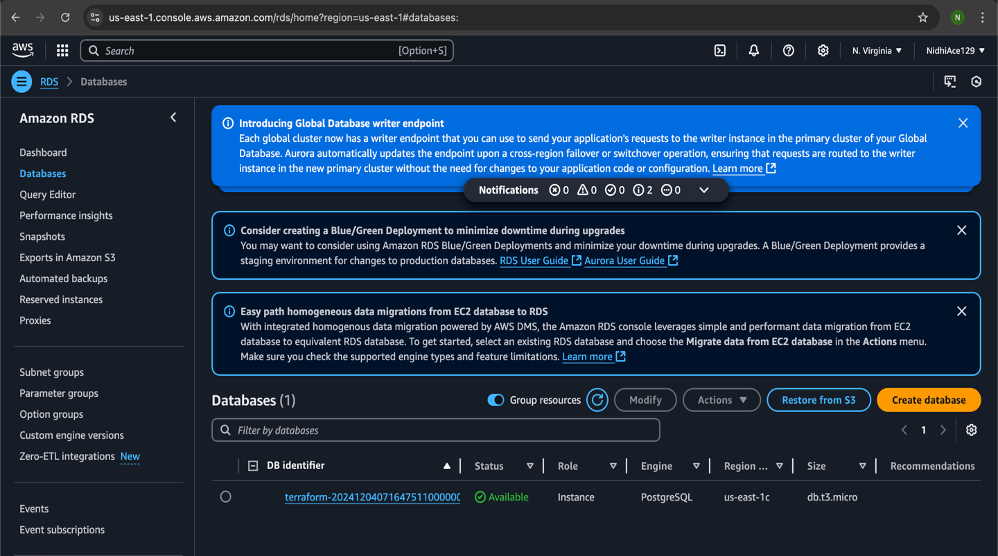 us-east-1.console.aws.amazon.com/rds/home?region=us-east-1#databases:
N
aws
Search
[Option+S]
N. Virginia ▼
NidhiAce129 ▼
RDS > Databases
Amazon RDS
Dashboard
Databases
Query Editor
Performance insights
Snapshots
Exports in Amazon S3
Automated backups
Reserved instances
Proxies
Subnet groups
Parameter groups
Option groups
Custom engine versions
Zero-ETL integrations New
Events
Event subscriptions
Introducing Global Database writer endpoint
Each global cluster now has a writer endpoint that you can use to send your application's requests to the writer instance in the primary cluster of your Global
Database. Aurora automatically updates the endpoint upon a cross-region failover or switchover operation, ensuring that requests are routed to the writer
instance in the new primary cluster without the need for changes to your application code or configuration. Learn more
Notifications 0 0 0 2 0
Consider creating a Blue/Green Deployment to minimize downtime during upgrades
You may want to consider using Amazon RDS Blue/Green Deployments and minimize your downtime during upgrades. A Blue/Green Deployment provides a
staging environment for changes to production databases. RDS User Guide Aurora User Guide
Easy path homogeneous data migrations from EC2 database to RDS
With integrated homogenous data migration powered by AWS DMS, the Amazon RDS console leverages simple and performant data migration from EC2
database to equivalent RDS database. To get started, select an existing RDS database and choose the Migrate data from EC2 database in the Actions menu.
Make sure you check the supported engine types and feature limitations. Learn more
Databases (1)
Group resources
Modify
Actions ▼
Restore from S3
Create database
Filter by databases
1
DB identifier
Status
Role
Engine
Region ...
Size
Recommendations
terraform-20241204071647511000000
Available
Instance
PostgreSQL
us-east-1c
db.t3.micro